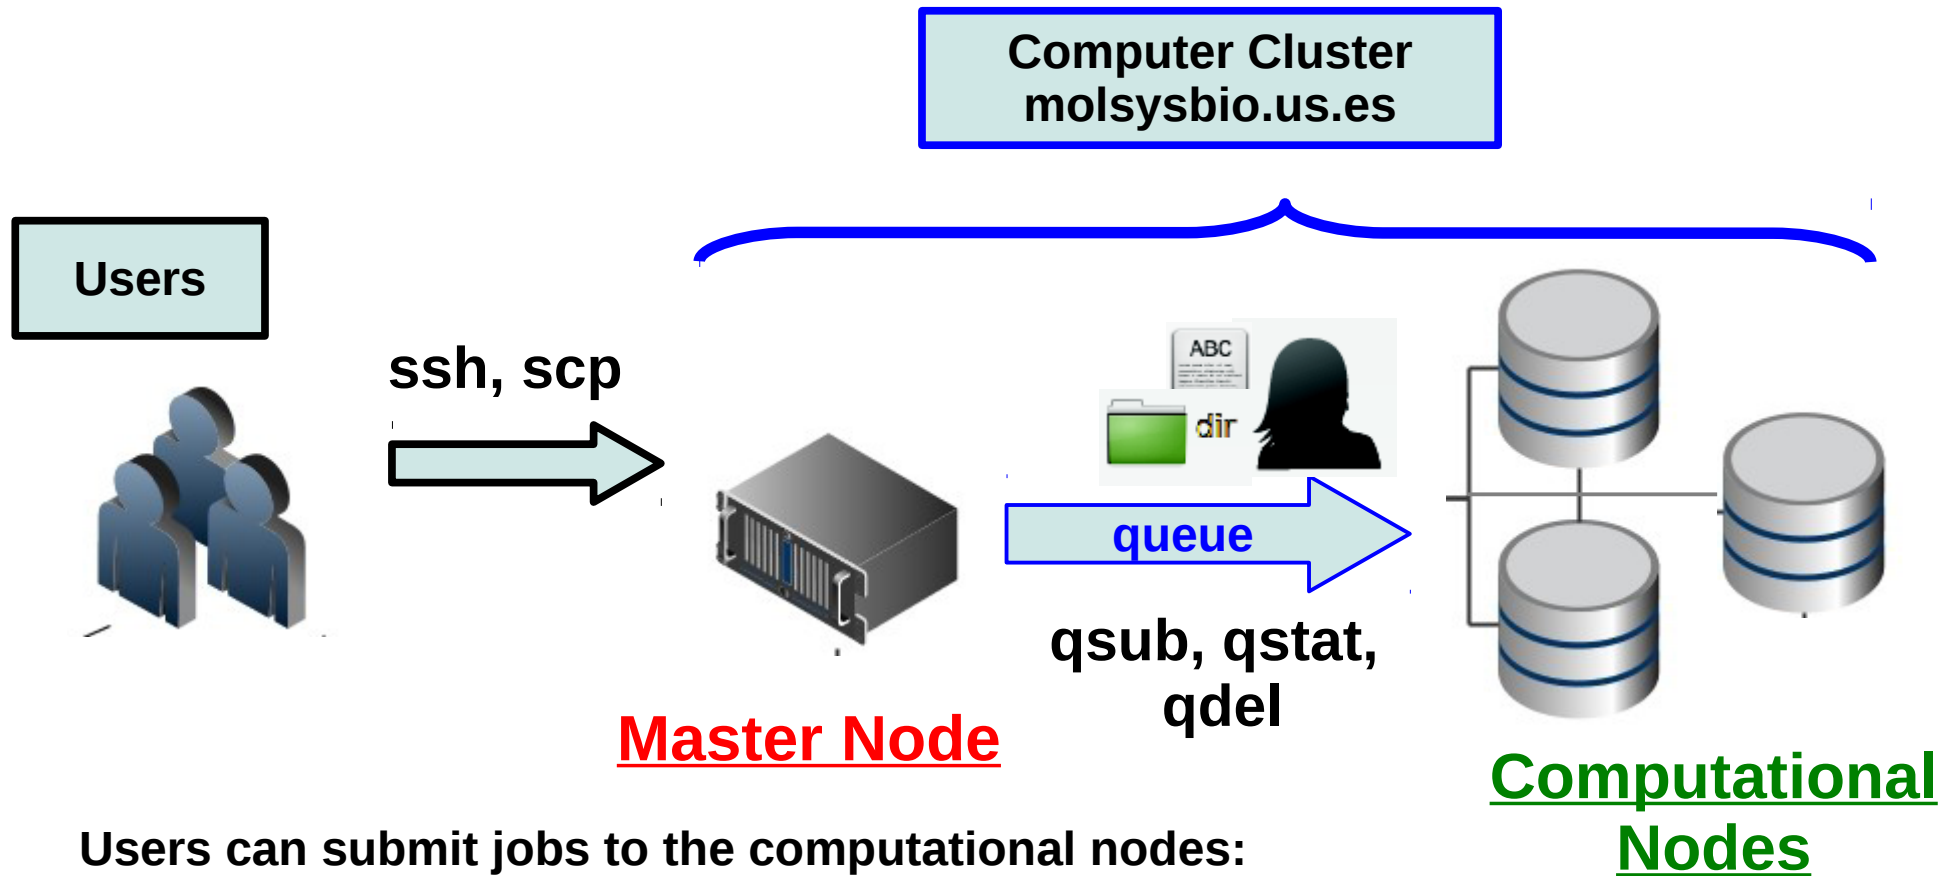 Computer Cluster
molsysbio.us.es
Users
ssh, scp
ABC
dir
queue
qsub, qstat,
qdel
Master Node
Computational
Nodes
Users can submit jobs to the computational nodes: